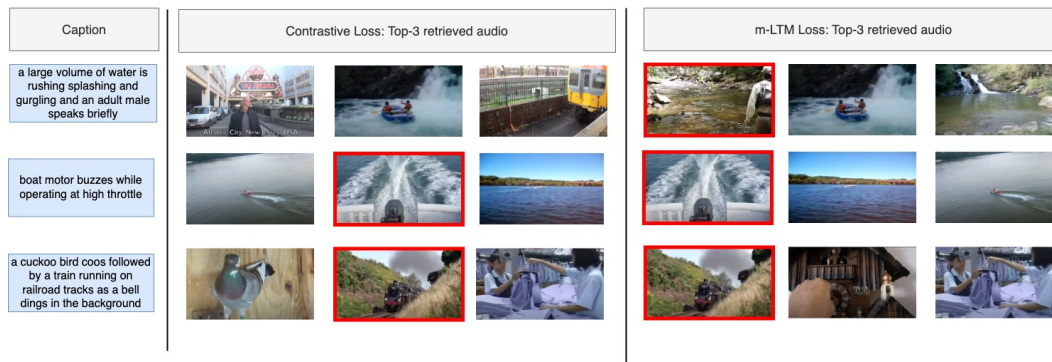 Caption
Contrastive Loss: Top-3 retrieved audio
m-LTM Loss: Top-3 retrieved audio
a large volume of water is
rushing splashing and
gurgling and an adult male
speaks briefly
Atlantic City, New Jersey, USA
boat motor buzzes while
operating at high throttle
a cuckoo bird coos followed
by a train running on
railroad tracks as a bell
dings in the background